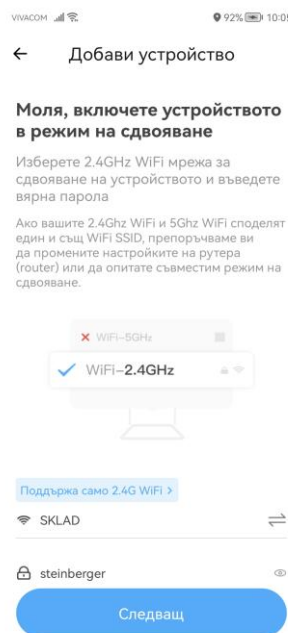 VIVACOM 92% 10:05
Добави устройство
Моля, включете устройството
в режим на сдвояване
Изберете 2.4GHz WiFi мрежа за
сдвояване на устройството и въведете
вярна парола
Ако вашите 2.4Ghz WiFi и 5Ghz WiFi споделят
един и същ WiFi SSID, препоръчваме ви
да промените настройките на рутера
(router) или да опитате съвместим режим на
сдвояване.
WiFi–5GHz
WiFi–2.4GHz
Поддържа само 2.4G WiFi >
SKLAD
steinberger
Следващ